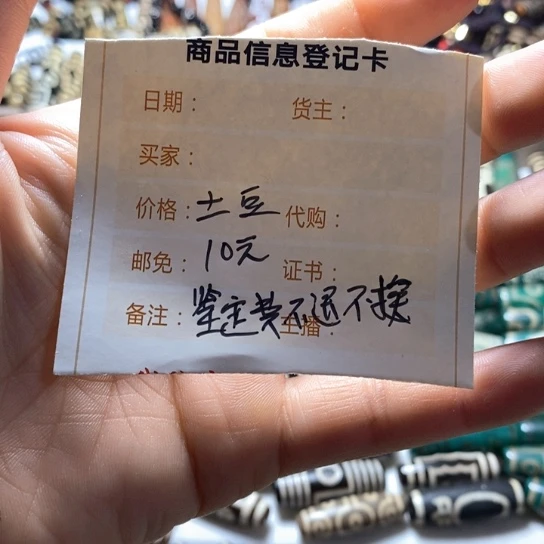 商品信息登记卡
日期： 货主：
买家：
价格：土豆 代购：
邮免：10元 证书：
备注：鉴定费不退不换 主播：